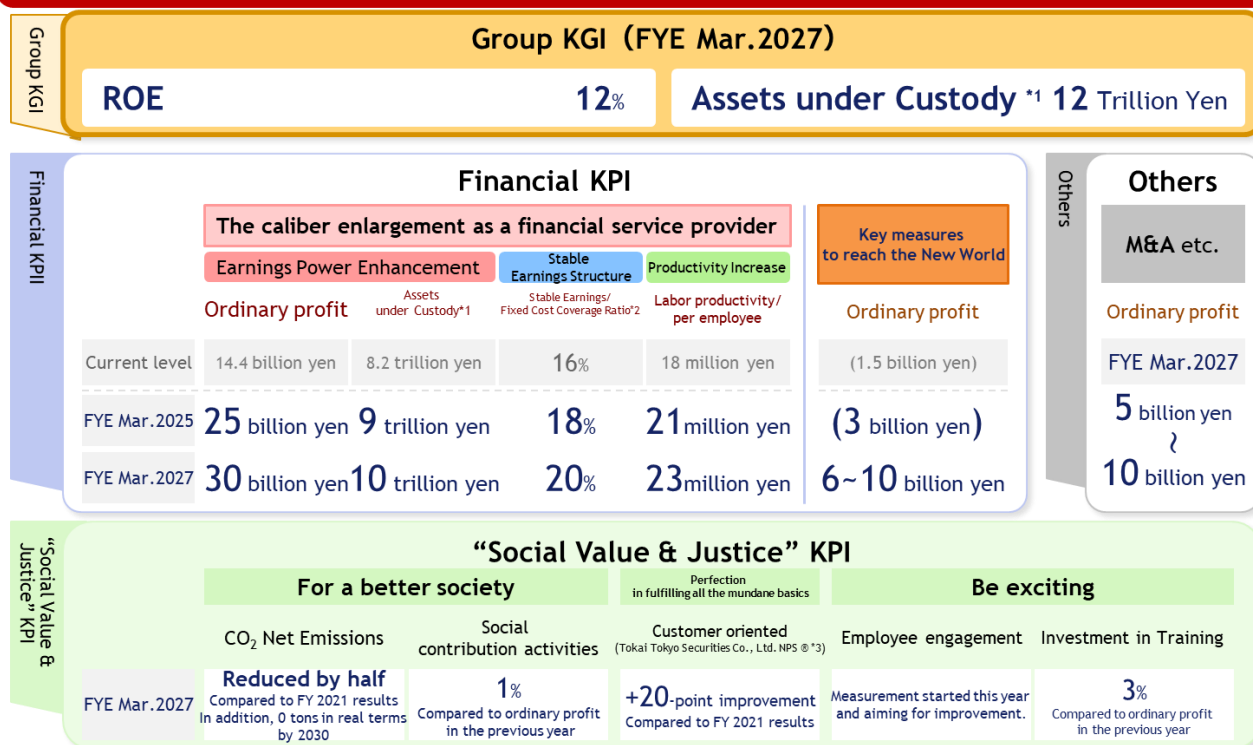 Group KGI
Group KGI (FYE Mar.2027)
ROE 12%
Assets under Custody *1 12 Trillion Yen
Financial KPII
Financial KPI
The caliber enlargement as a financial service provider
Earnings Power Enhancement
Stable
Earnings Structure
Productivity Increase
Key measures
to reach the New World
Ordinary profit
Assets
under Custody*1
Stable Earnings/
Fixed Cost Coverage Ratio*2
Labor productivity/
per employee
Ordinary profit
Current level 14.4 billion yen 8.2 trillion yen 16% 18 million yen (1.5 billion yen)
FYE Mar.2025 25 billion yen 9 trillion yen 18% 21 million yen (3 billion yen)
FYE Mar.2027 30 billion yen 10 trillion yen 20% 23 million yen 6~10 billion yen
Others
Others
M&A etc.
Ordinary profit
FYE Mar.2027
5 billion yen
~
10 billion yen
"Social Value &
Justice" KPI
"Social Value & Justice" KPI
For a better society
Perfection
in fulfilling all the mundane basics
Be exciting
CO₂ Net Emissions
Social
contribution activities
Customer oriented
(Tokai Tokyo Securities Co., Ltd. NPS ® *3)
Employee engagement
Investment in Training
FYE Mar.2027
Reduced by half
Compared to FY 2021 results
In addition, 0 tons in real terms
by 2030
1%
Compared to ordinary profit
in the previous year
+20-point improvement
Compared to FY 2021 results
Measurement started this year
and aiming for improvement.
3%
Compared to ordinary profit
in the previous year